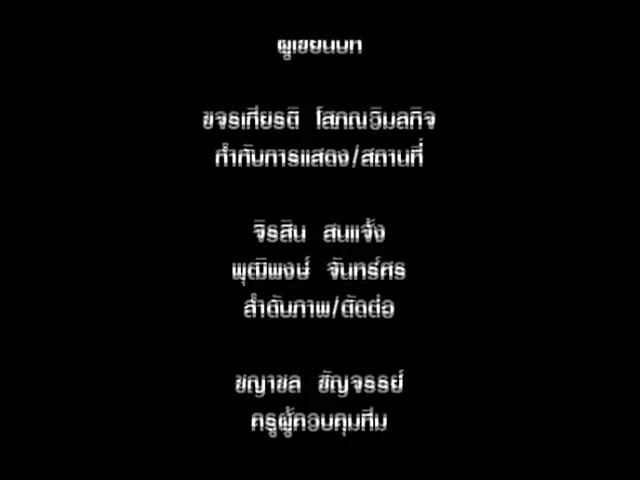 ผู้เขียนบท
ขจรเกียรติ โสภณวิมลกิจ
กำกับการแสดง/สถานที่
จิรสิน สนแจ้ง
พุฒิพงษ์ จันทร์ศร
ลำดับภาพ/ตัดต่อ
ชญาชล ขัญจรรย์
ครูผู้ควบคุมทีม